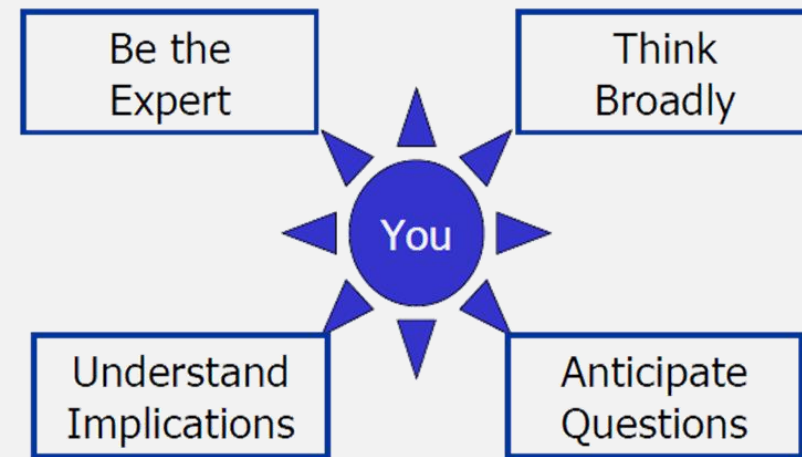 Be the
Expert
Think
Broadly
You
Understand
Implications
Anticipate
Questions